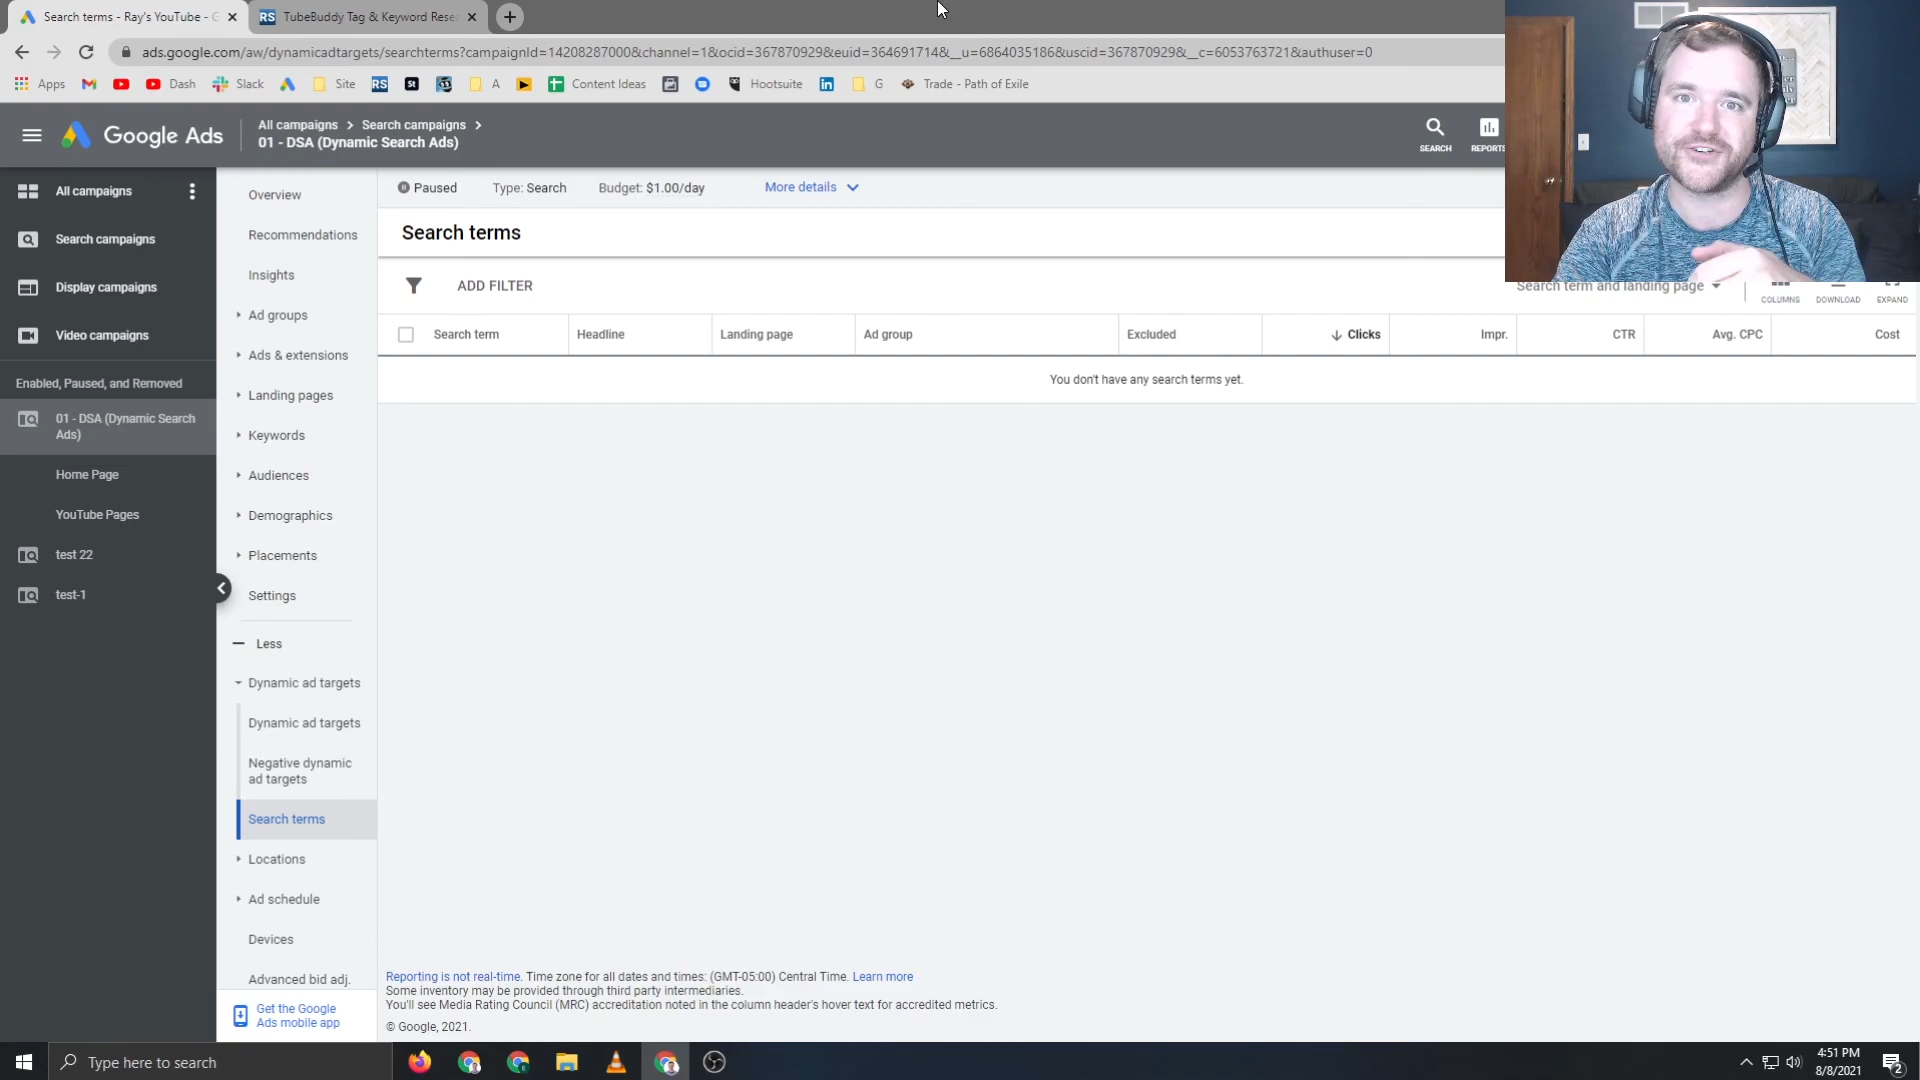 Search terms - Ray's YouTube - G
RS TubeBuddy Tag & Keyword Rese
ads.google.com/aw/dynamicadtargets/searchterms?campaignId=14208287000&channel=1&ocid=367870929&euid=364691714&__u=6864035186&uscid=367870929&__c=6053763721&authuser=0
Apps Dash Slack Site RS St A Content Ideas Hootsuite G Trade - Path of Exile
Google Ads
All campaigns > Search campaigns >
01 - DSA (Dynamic Search Ads)
SEARCH
REPORTS
All campaigns
Search campaigns
Display campaigns
Video campaigns
Enabled, Paused, and Removed
01 - DSA (Dynamic Search
Ads)
Home Page
YouTube Pages
test 22
test-1
Overview
Recommendations
Insights
Ad groups
Ads & extensions
Landing pages
Keywords
Audiences
Demographics
Placements
Settings
Less
Dynamic ad targets
Dynamic ad targets
Negative dynamic
ad targets
Search terms
Locations
Ad schedule
Devices
Advanced bid adj.
Get the Google
Ads mobile app
Paused Type: Search Budget: $1.00/day More details
Search terms
ADD FILTER
Search term and landing page
COLUMNS DOWNLOAD EXPAND
Search term Headline Landing page Ad group Excluded Clicks Impr. CTR Avg. CPC Cost
You don't have any search terms yet.
Reporting is not real-time. Time zone for all dates and times: (GMT-05:00) Central Time. Learn more
Some inventory may be provided through third party intermediaries.
You'll see Media Rating Council (MRC) accreditation noted in the column header's hover text for accredited metrics.
© Google, 2021.
Type here to search
4:51 PM
8/8/2021
2